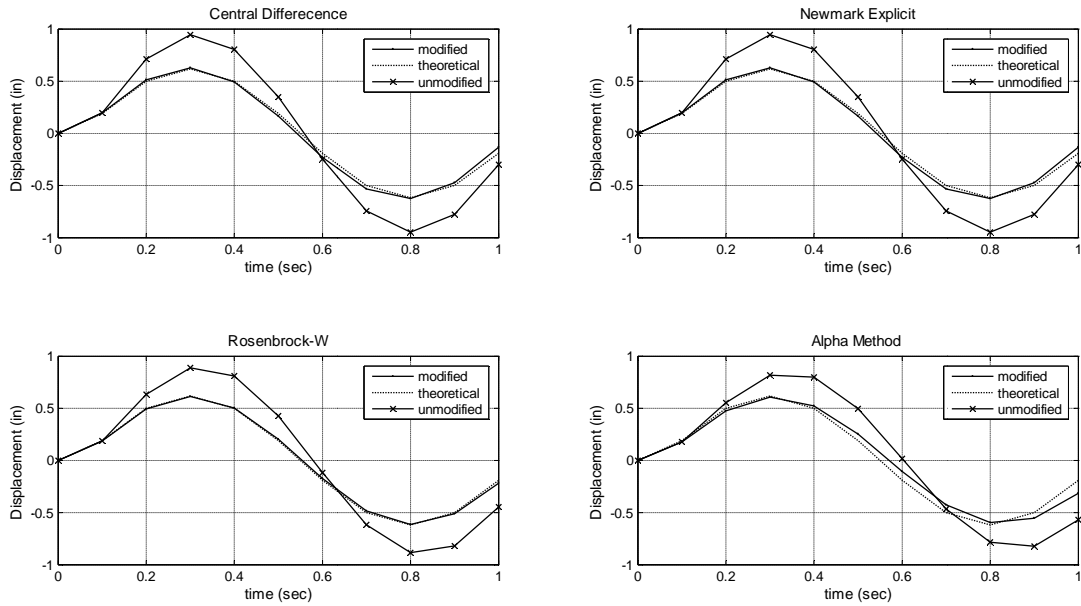 Central Differecence
1
0.5
0
-0.5
-1
Displacement (in)
modified
theoretical
unmodified
0 0.2 0.4 0.6 0.8 1
time (sec)
Newmark Explicit
1
0.5
0
-0.5
-1
Displacement (in)
modified
theoretical
unmodified
0 0.2 0.4 0.6 0.8 1
time (sec)
Rosenbrock-W
1
0.5
0
-0.5
-1
Displacement (in)
modified
theoretical
unmodified
0 0.2 0.4 0.6 0.8 1
time (sec)
Alpha Method
1
0.5
0
-0.5
-1
Displacement (in)
modified
theoretical
unmodified
0 0.2 0.4 0.6 0.8 1
time (sec)